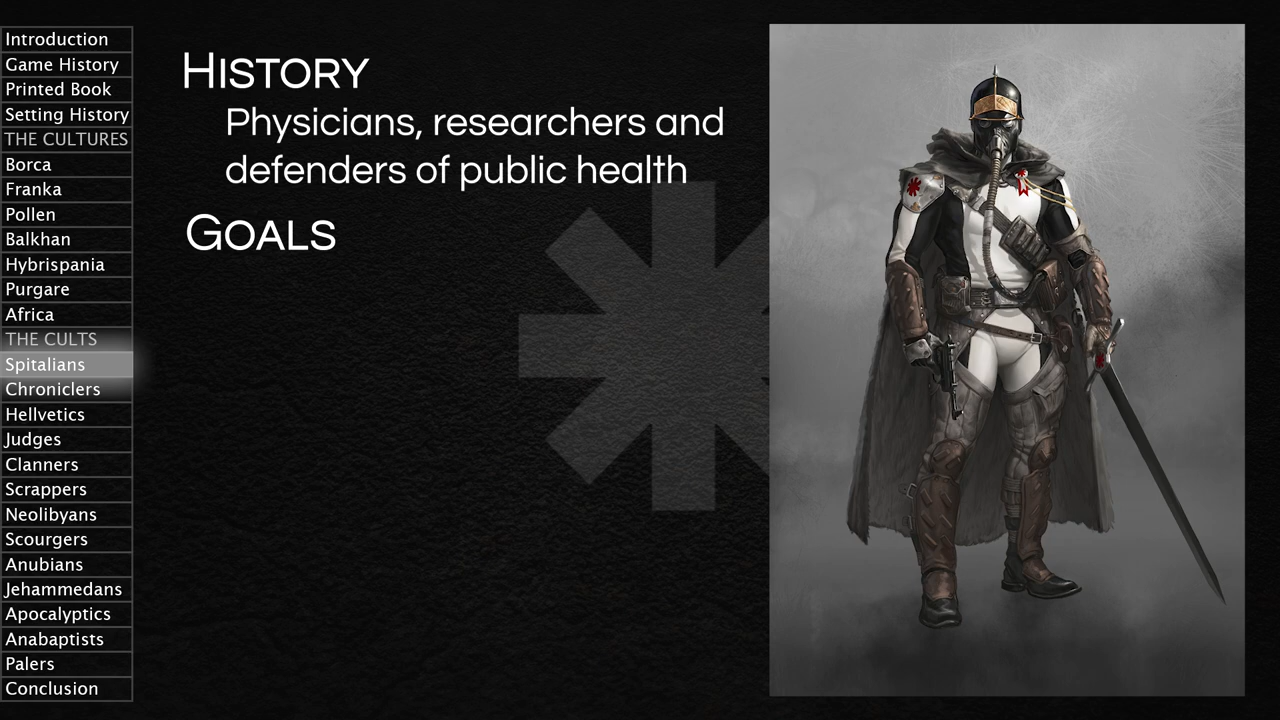 Introduction
Game History
Printed Book
Setting History
THE CULTURES
Borca
Franka
Pollen
Balkhan
Hybrispania
Purgare
Africa
THE CULTS
Spitalians
Chroniclers
Hellvetics
Judges
Clanners
Scrappers
Neolibyans
Scourgers
Anubians
Jehammedans
Apocalyptics
Anabaptists
Palers
Conclusion
HISTORY
Physicians, researchers and
defenders of public health
GOALS